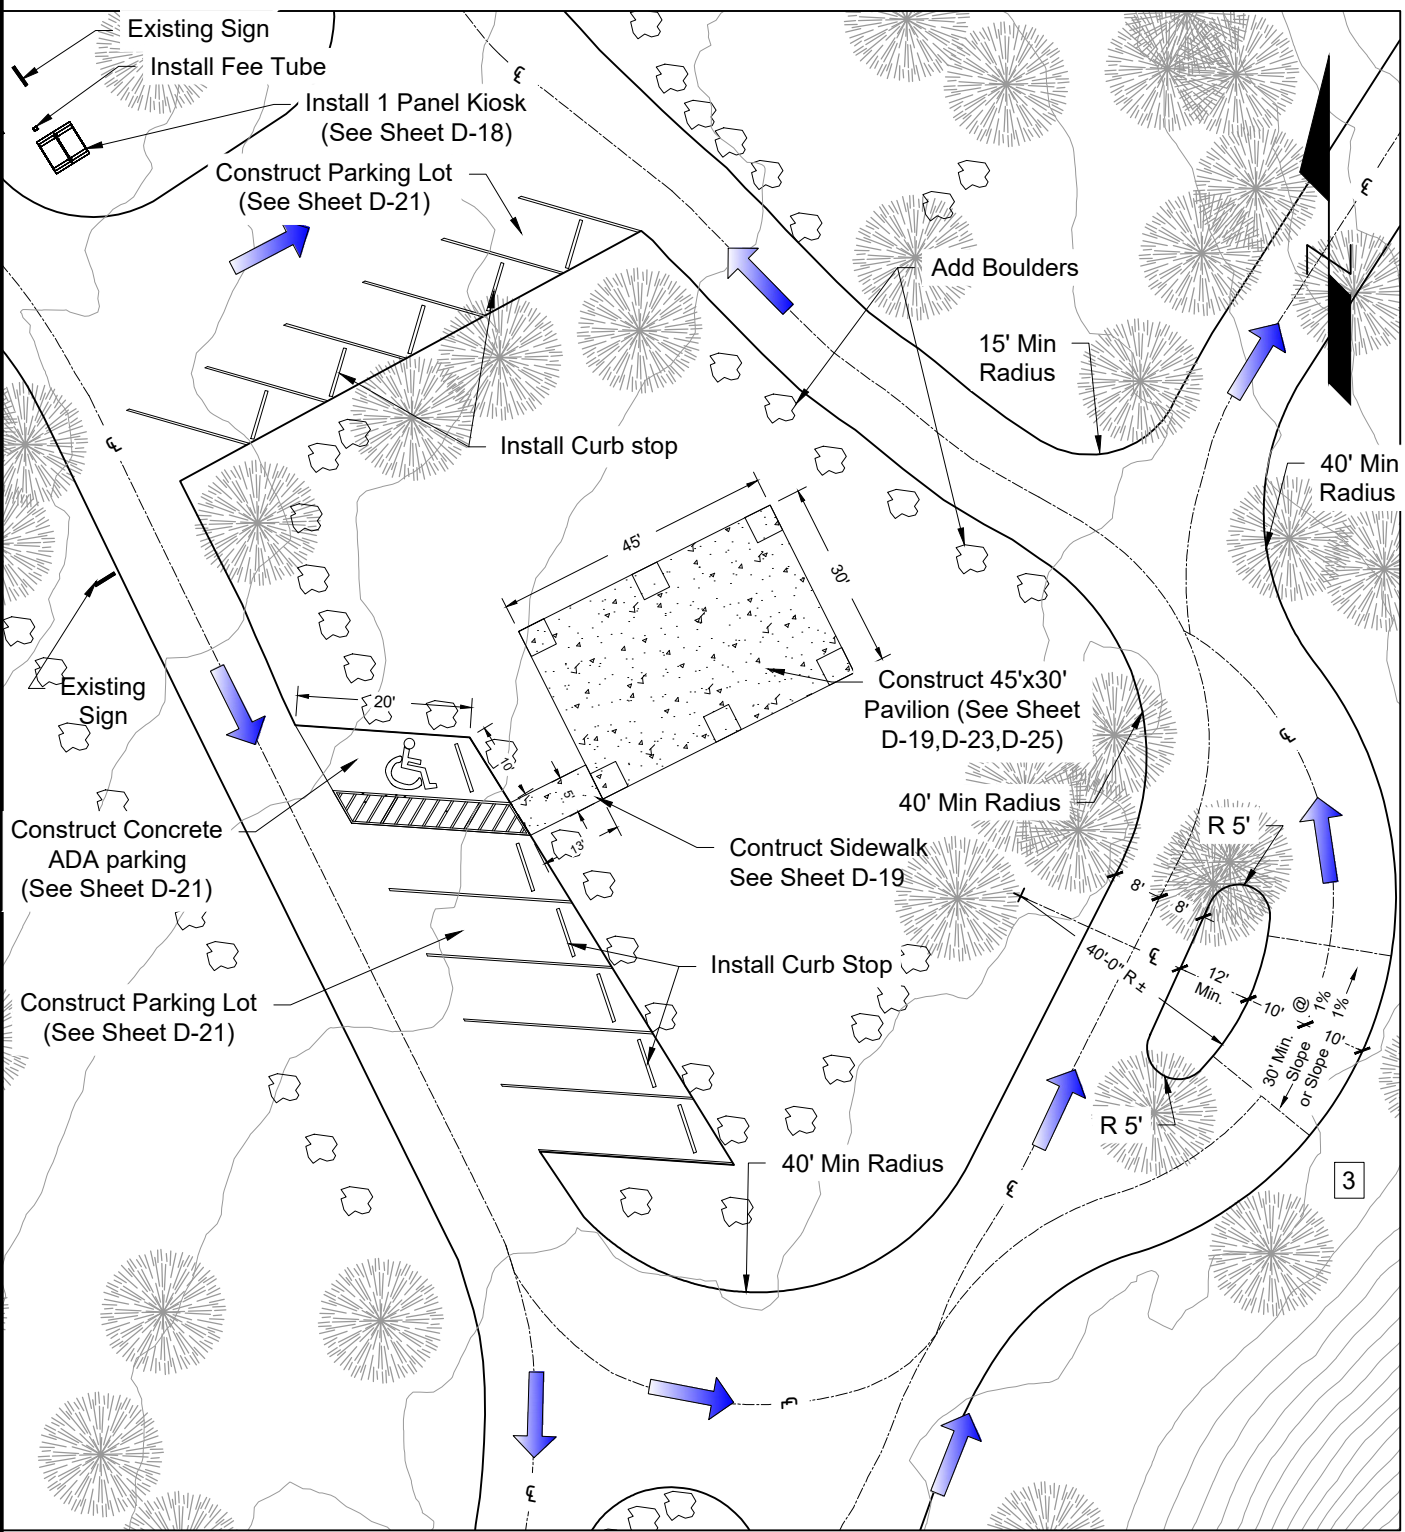 Existing Sign
Install Fee Tube
Install 1 Panel Kiosk
(See Sheet D-18)
Construct Parking Lot
(See Sheet D-21)
℄
℄
N
Add Boulders
15' Min
Radius
℄
Install Curb stop
40' Min
Radius
45'
30'
Existing
Sign
20'
10'
5'
13'
Construct 45'x30'
Pavilion (See Sheet
D-19,D-23,D-25)
℄
40' Min Radius
R 5'
Construct Concrete
ADA parking
(See Sheet D-21)
Contruct Sidewalk
See Sheet D-19
8'
8'
℄
40'-0" R ±
12'
Min.
10'
10'
30' Min. @
Slope 1%
or Slope 1%
Install Curb Stop
Construct Parking Lot
(See Sheet D-21)
R 5'
40' Min Radius
3
℄
℄
℄